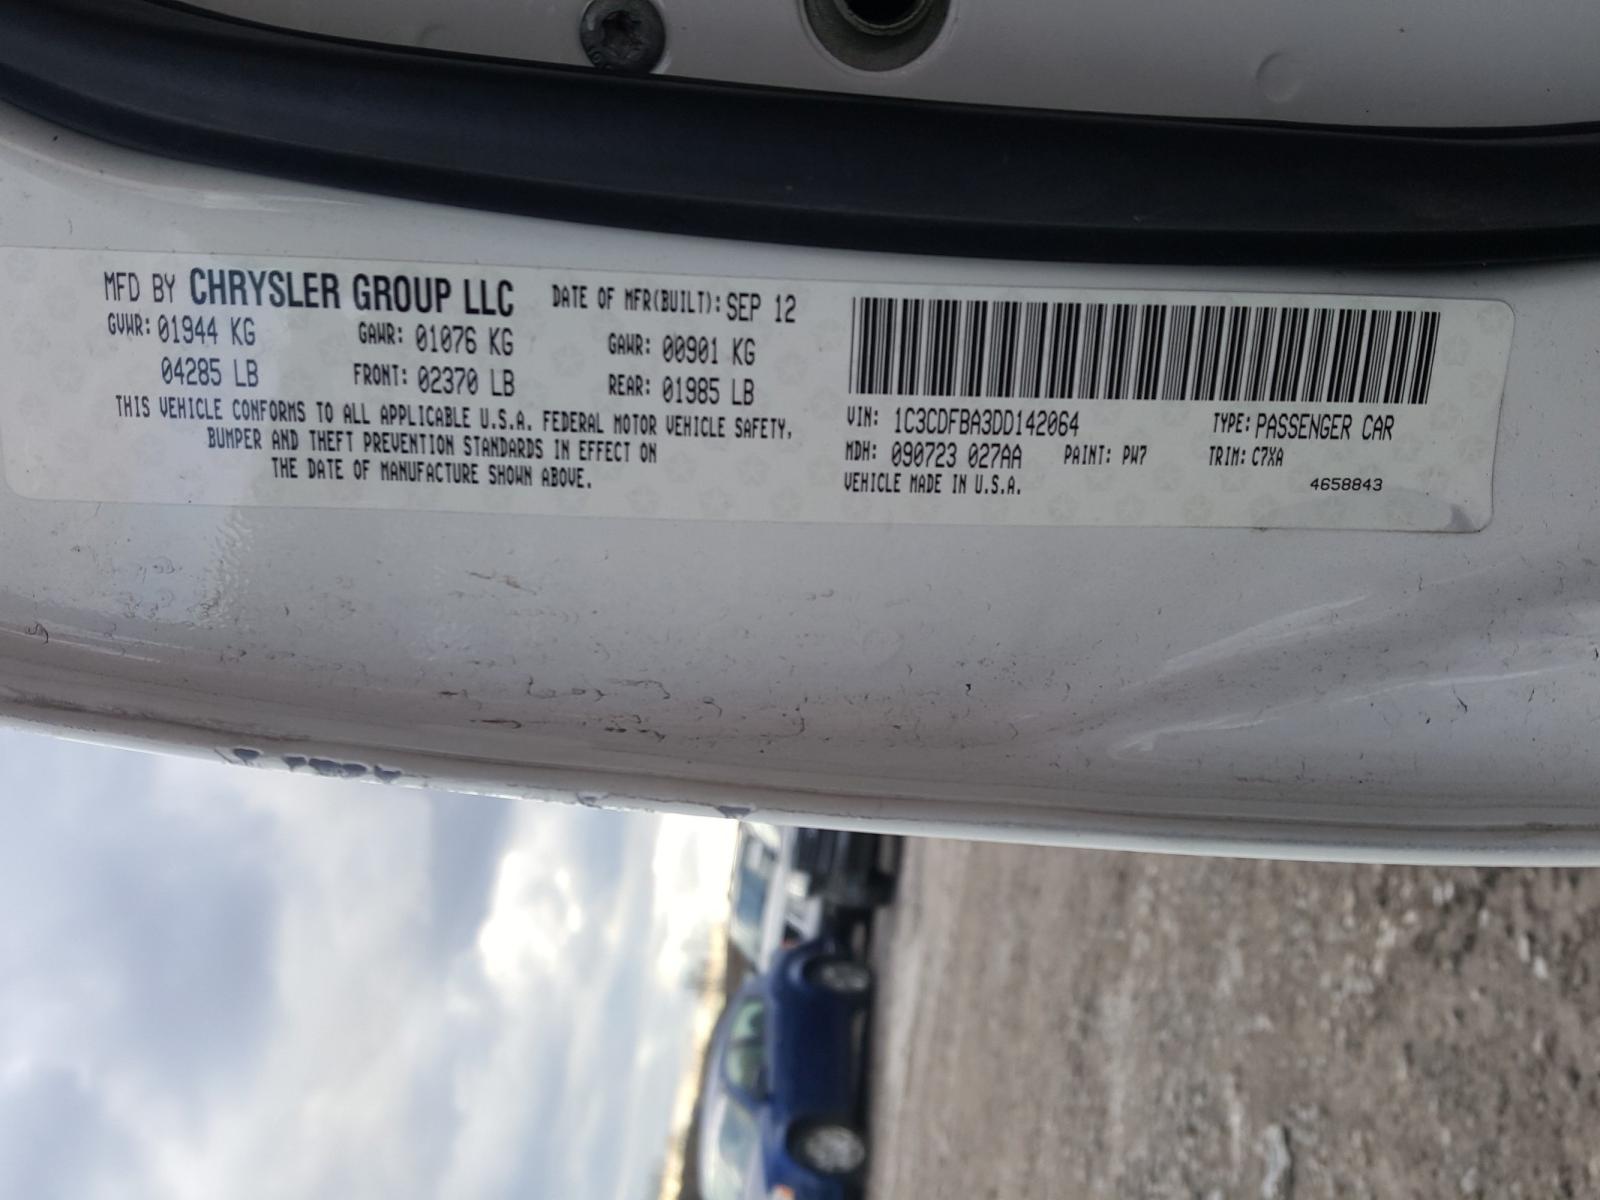 MFD BY CHRYSLER GROUP LLC DATE OF MFR(BUILT): SEP 12
GVWR: 01944 KG GAWR: 01076 KG GAWR: 00901 KG
04285 LB FRONT: 02370 LB REAR: 01985 LB
THIS VEHICLE CONFORMS TO ALL APPLICABLE U.S.A. FEDERAL MOTOR VEHICLE SAFETY,
BUMPER AND THEFT PREVENTION STANDARDS IN EFFECT ON
THE DATE OF MANUFACTURE SHOWN ABOVE.
VIN: 1C3CDFBA3DD142064 TYPE: PASSENGER CAR
MDH: 090723 027AA PAINT: PW7 TRIM: C7XA
VEHICLE MADE IN U.S.A. 4658843